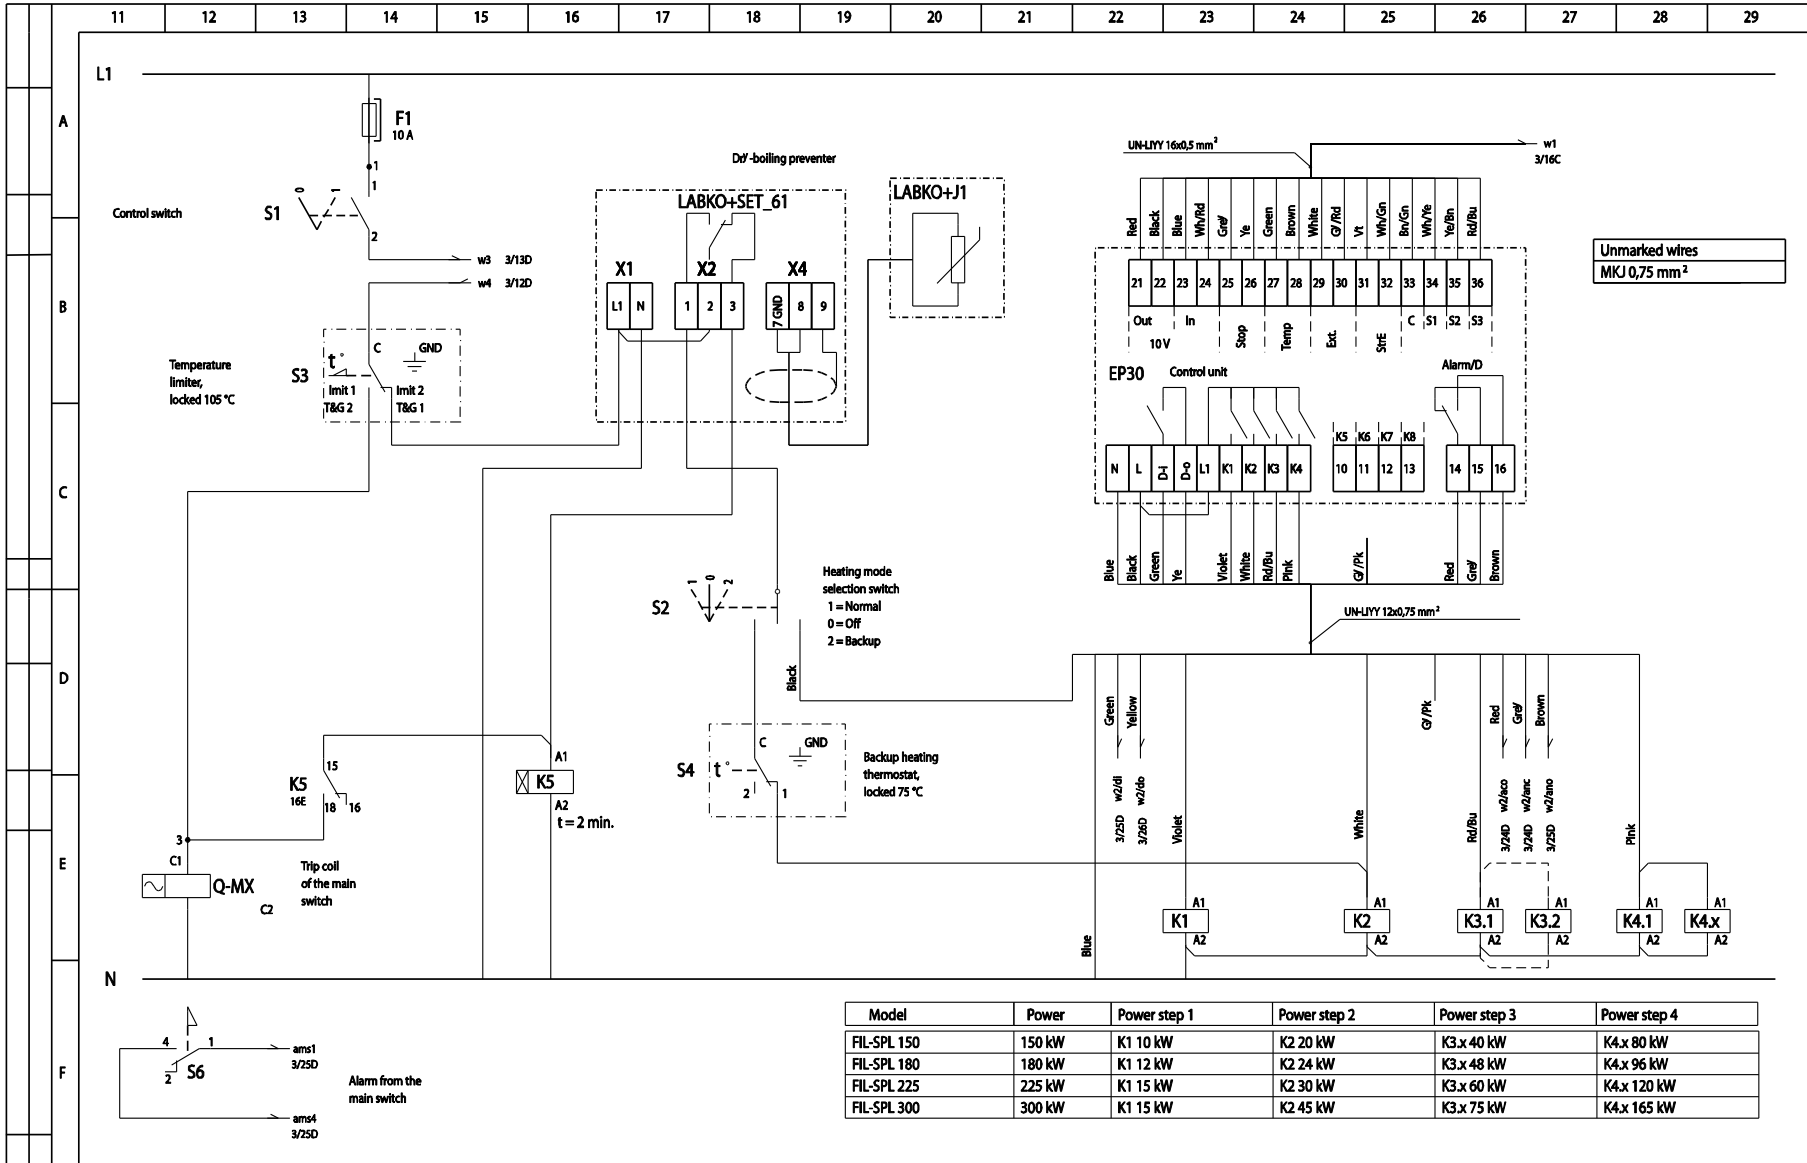 11 12 13 14 15 16 17 18 19 20 21 22 23 24 25 26 27 28 29
A
B
C
D
E
F
L1
F1
10 A
1
1
2
0 1
S1
Control switch
w3 3/13D
w4 3/12D
C
GND
t°
S3
Temperature
limiter,
locked 105 °C
lmit 1
T&G 2
lmit 2
T&G 1
Dr/ -boiling preventer
LABKO+SET_61
X1 X2 X4
L1 N 1 2 3 7 GND 8 9
LABKO+J1
UN-LIYY 16x0,5 mm²
w1
3/16C
Red Black Blue Wh/Rd Gre/ Ye Green Brown White G/ /Rd Vt Wh/Gn Bn/Gn Wh/Ye Ye/Bn Rd/Bu
21 22 23 24 25 26 27 28 29 30 31 32 33 34 35 36
Out In Stop Temp Ext. StrE C S1 S2 S3
10 V
Unmarked wires
MKJ 0,75 mm²
EP30
Control unit
Alarm/D
K5 K6 K7 K8
N L D-i D-o L1 K1 K2 K3 K4
10 11 12 13
14 15 16
Blue Black Green Ye Violet White Rd/Bu Pink G/ /Pk Red Gre/ Brown
UN-LIYY 12x0,75 mm²
S2
1 0 2
Heating mode
selection switch
1 = Normal
0 = Off
2 = Backup
Black
C
GND
S4
t°
2
1
Backup heating
thermostat,
locked 75 °C
15
K5
16E
18 16
A1
K5
A2
t = 2 min.
3
C1
Q-MX
C2
Trip coil
of the main
switch
Green Yellow G/ /Pk Red Gre/ Brown
3/25D w2/di
3/26D w2/do
Violet
White
Rd/Bu
3/24D w2/aco
3/24D w2/anc
3/25D w2/ano
Pink
Blue
A1 A1 A1 A1 A1 A1
K1 K2 K3.1 K3.2 K4.1 K4.x
A2 A2 A2 A2 A2 A2
N
4 1
2
S6
ams1
3/25D
ams4
3/25D
Alarm from the
main switch
Model Power Power step 1 Power step 2 Power step 3 Power step 4
FIL-SPL 150 150 kW K1 10 kW K2 20 kW K3.x 40 kW K4.x 80 kW
FIL-SPL 180 180 kW K1 12 kW K2 24 kW K3.x 48 kW K4.x 96 kW
FIL-SPL 225 225 kW K1 15 kW K2 30 kW K3.x 60 kW K4.x 120 kW
FIL-SPL 300 300 kW K1 15 kW K2 45 kW K3.x 75 kW K4.x 165 kW